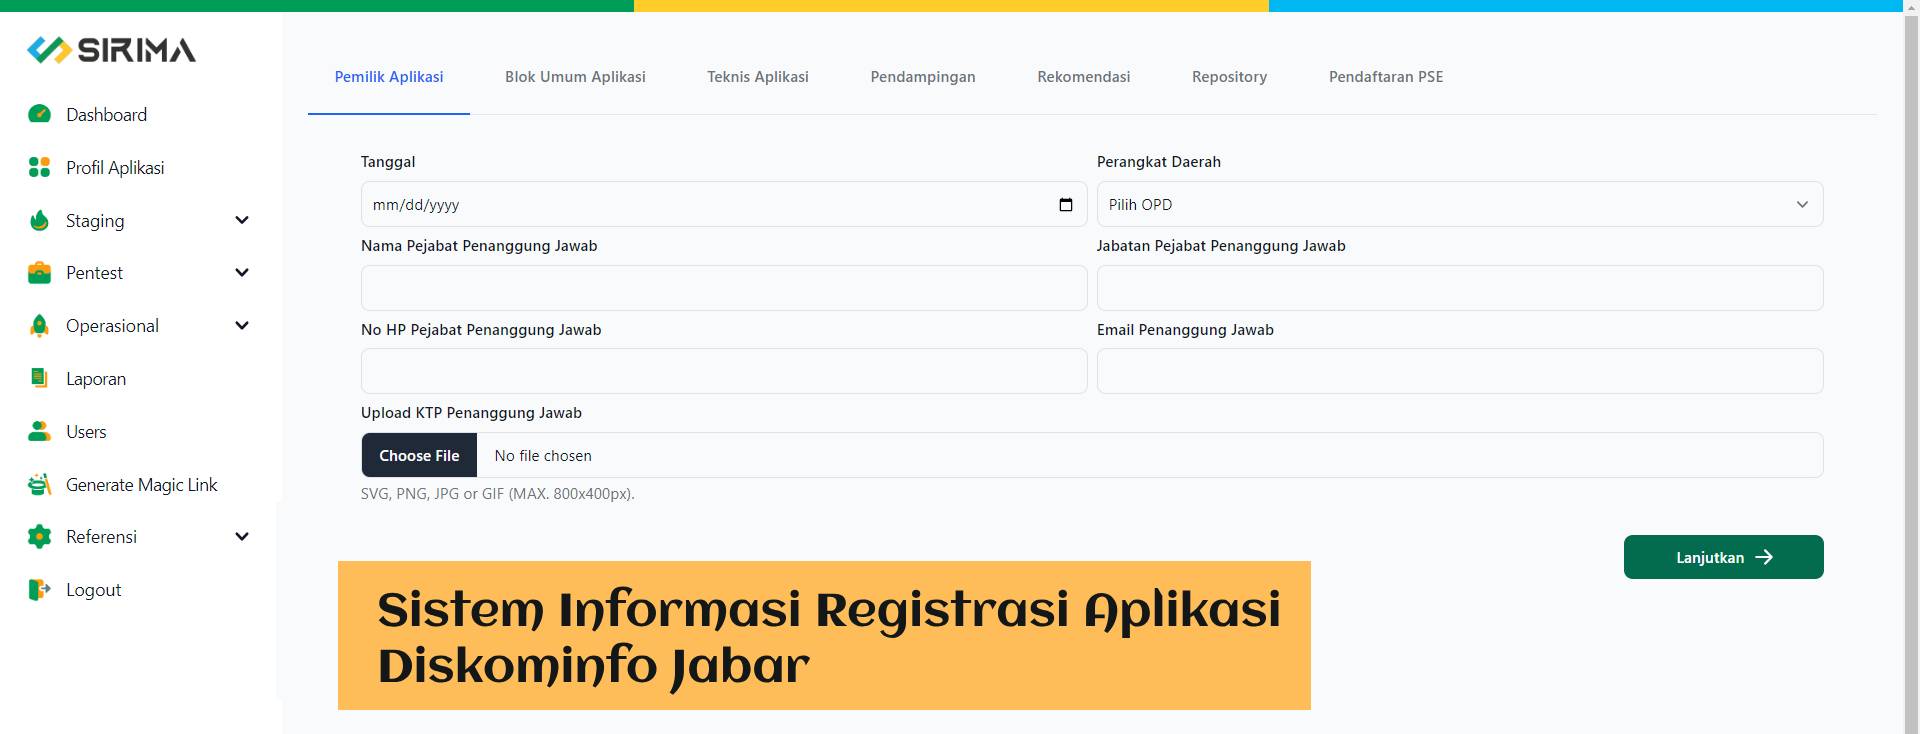 SIRIMA
Dashboard
Profil Aplikasi
Staging
Pentest
Operasional
Laporan
Users
Generate Magic Link
Referensi
Logout
Pemilik Aplikasi Blok Umum Aplikasi Teknis Aplikasi Pendampingan Rekomendasi Repository Pendaftaran PSE
Tanggal
mm/dd/yyyy
Perangkat Daerah
Pilih OPD
Nama Pejabat Penanggung Jawab
Jabatan Pejabat Penanggung Jawab
No HP Pejabat Penanggung Jawab
Email Penanggung Jawab
Upload KTP Penanggung Jawab
Choose File No file chosen
SVG, PNG, JPG or GIF (MAX. 800x400px).
Lanjutkan
Sistem Informasi Registrasi Aplikasi
Diskominfo Jabar